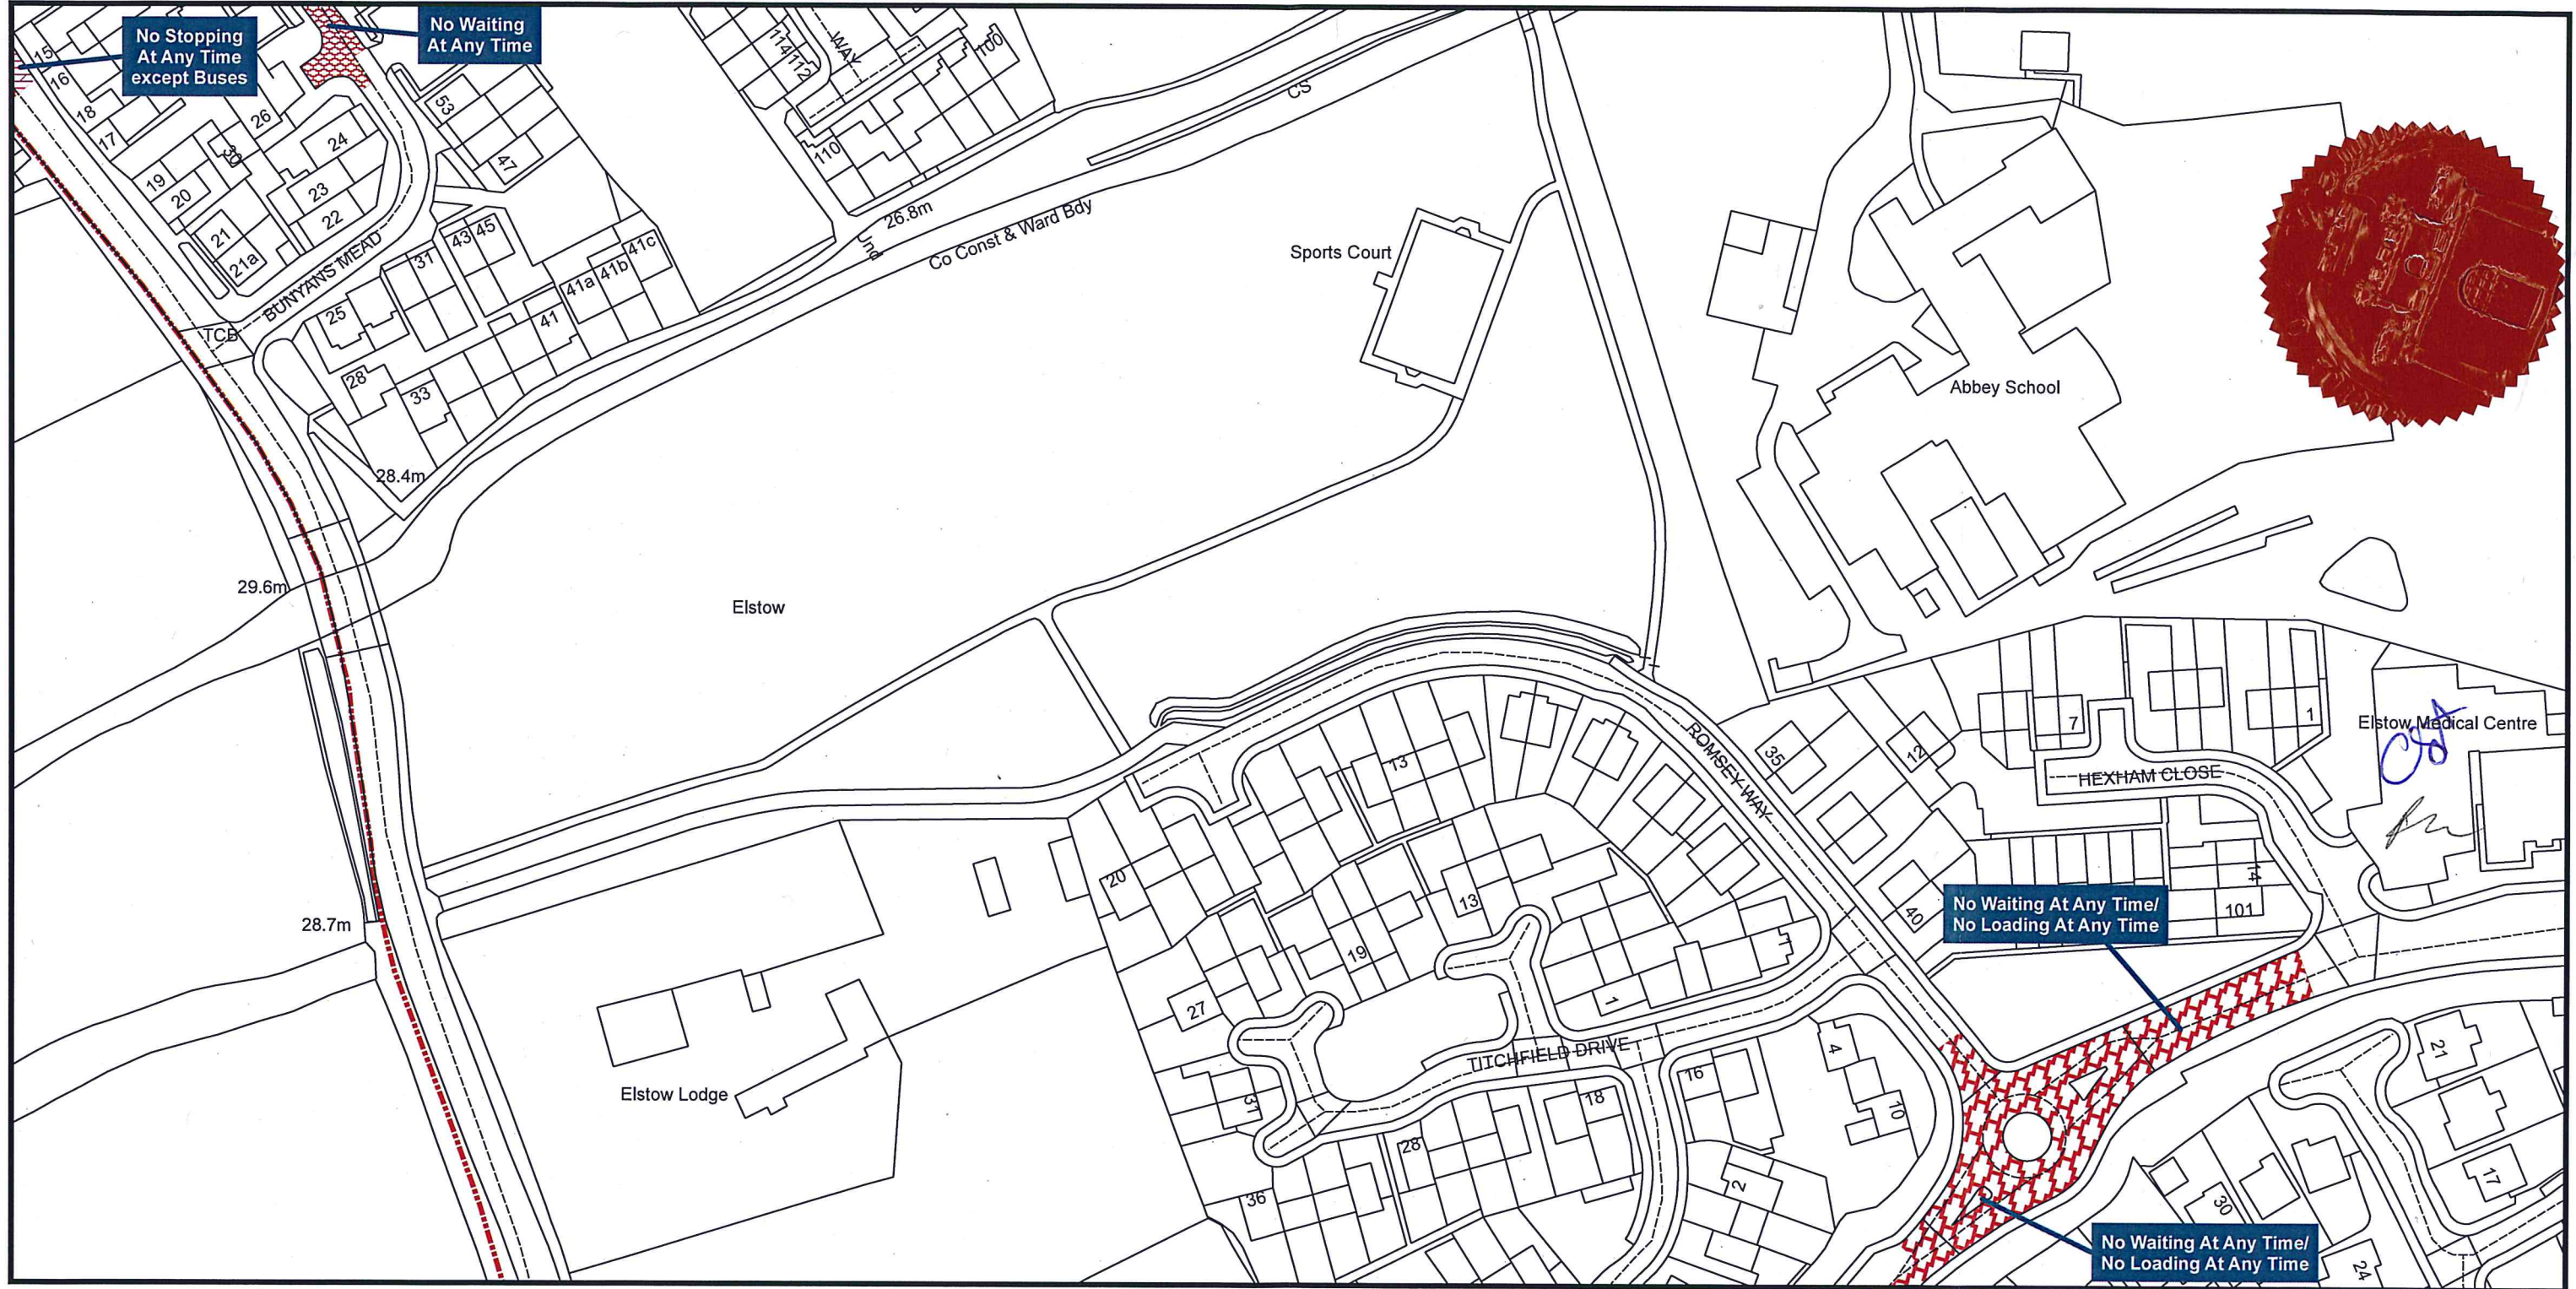 No Stopping
At Any Time
except Buses
No Waiting
At Any Time
15
16
18
17
19
20
21
21a
26
30
24
23
22
53
47
BUNYANS MEAD
TCB
25
28
31
33
43
45
41
41a
41b
41c
28.4m
114
112
WAY
100
110
26.8m
Und
Co Const & Ward Bdy
CS
Sports Court
Abbey School
29.6m
Elstow
28.7m
Elstow Lodge
ROMSEY WAY
35
12
40
7
1
HEXHAM CLOSE
Elstow Medical Centre
14
101
13
20
13
19
27
1
1
TITCHFIELD DRIVE
31
36
28
18
16
4
10
2
No Waiting At Any Time/
No Loading At Any Time
21
17
30
24
No Waiting At Any Time/
No Loading At Any Time